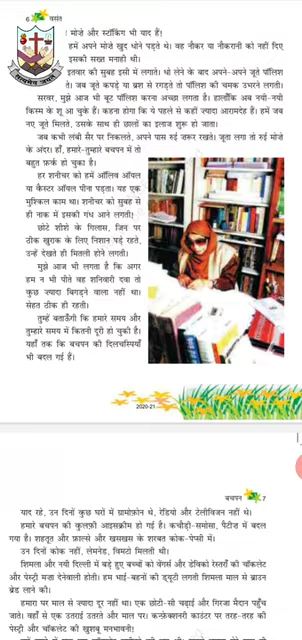 6 वसंत
मोज़े और स्टॉकिंग भी याद हैं!
हमें अपने मोज़े खुद धोने पड़ते थे। वह नौकर या नौकरानी को नहीं दिए
इसकी सख्त मनाही थी।
इतवार की सुबह इसी में लगाते। धो लेने के बाद अपने-अपने जूते पॉलिश
ते। जब जूते कपड़े या ब्रश से रगड़ते तो पॉलिश की चमक उभरने लगती।
सरवर, मुझे आज भी बूट पॉलिश करना अच्छा लगता है। हालाँकि अब नयी-नयी
किस्म के शू आ चुके हैं। कहना होगा कि ये पहले से कहीं ज्यादा आरामदेह हैं। हमें जब
नए जूते मिलते, उसके साथ ही छालों का इलाज शुरू हो जाता।
जब कभी लंबी सैर पर निकलते, अपने पास रुई ज़रूर रखते। जूता लगा तो रुई मोज़े
के अंदर। हाँ, हमारे-तुम्हारे बचपन में तो
बहुत फ़र्क हो चुका है।
हर शनीचर को हमें ऑलिव ऑयल
या कैस्टर ऑयल पीना पड़ता। यह एक
मुश्किल काम था। शनीचर को सुबह से
ही नाक में इसकी गंध आने लगती!
छोटे शीशे के गिलास, जिन पर
ठीक खुराक के लिए निशान पड़े रहते,
उन्हें देखते ही मितली होने लगती।
मुझे आज भी लगता है कि अगर
हम न भी पीते वह शनिवारी दवा तो
कुछ ज्यादा बिगड़ने वाला नहीं था।
सेहत ठीक ही रहती।
तुम्हें बताऊँगी कि हमारे समय और
तुम्हारे समय में कितनी दूरी हो चुकी है।
यहाँ तक कि बचपन की दिलचस्पियाँ
भी बदल गई हैं।
2020-21
बचपन 7
याद रहे, उन दिनों कुछ घरों में ग्रामोफ़ोन थे, रेडियो और टेलीविजन नहीं थे।
हमारे बचपन की कुलफ़ी आइसक्रीम हो गई है। कचौड़ी-समोसा, पैटीज में बदल
गया है। शहतूत और फ़ाल्से और खसखस के शरबत कोक-पेप्सी में।
उन दिनों कोक नहीं, लेमनेड, विमटो मिलती थी।
शिमला और नयी दिल्ली में बड़े हुए बच्चों को वेंगर्स और डेविको रेस्तराँ की चॉकलेट
और पेस्ट्री मज़ा देनेवाली होती। हम भाई-बहनों की ड्यूटी लगती शिमला माल से ब्राउन
ब्रेड लाने की।
हमारा घर माल से ज्यादा दूर नहीं था। एक छोटी-सी चढ़ाई और गिरजा मैदान पहुँच
जाते। वहाँ से एक उतराई उतरते और माल पर। कन्फ़ेक्शनरी काउंटर पर तरह-तरह की
पेस्ट्री और चॉकलेट की खुशबू मनभावनी!